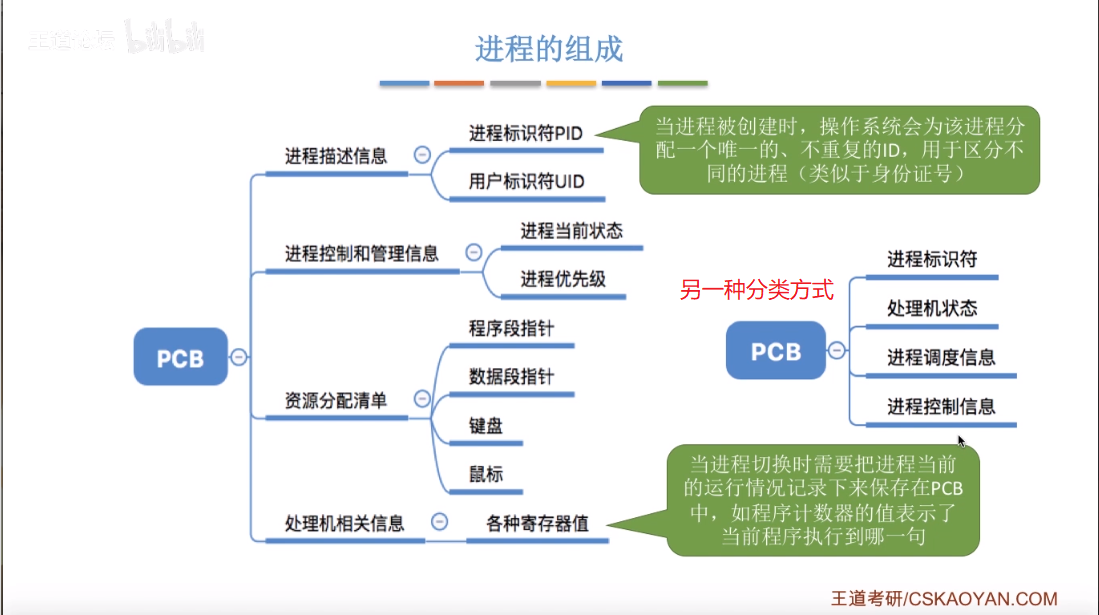 王道考研 bilibili
进程的组成
PCB
进程描述信息
进程标识符PID
用户标识符UID
当进程被创建时，操作系统会为该进程分
配一个唯一的、不重复的ID，用于区分不
同的进程（类似于身份证号）
进程控制和管理信息
进程当前状态
进程优先级
资源分配清单
程序段指针
数据段指针
键盘
鼠标
处理机相关信息
各种寄存器值
当进程切换时需要把进程当前
的运行情况记录下来保存在PCB
中，如程序计数器的值表示了
当前程序执行到哪一句
另一种分类方式
PCB
进程标识符
处理机状态
进程调度信息
进程控制信息
王道考研/CSKAOYAN.COM